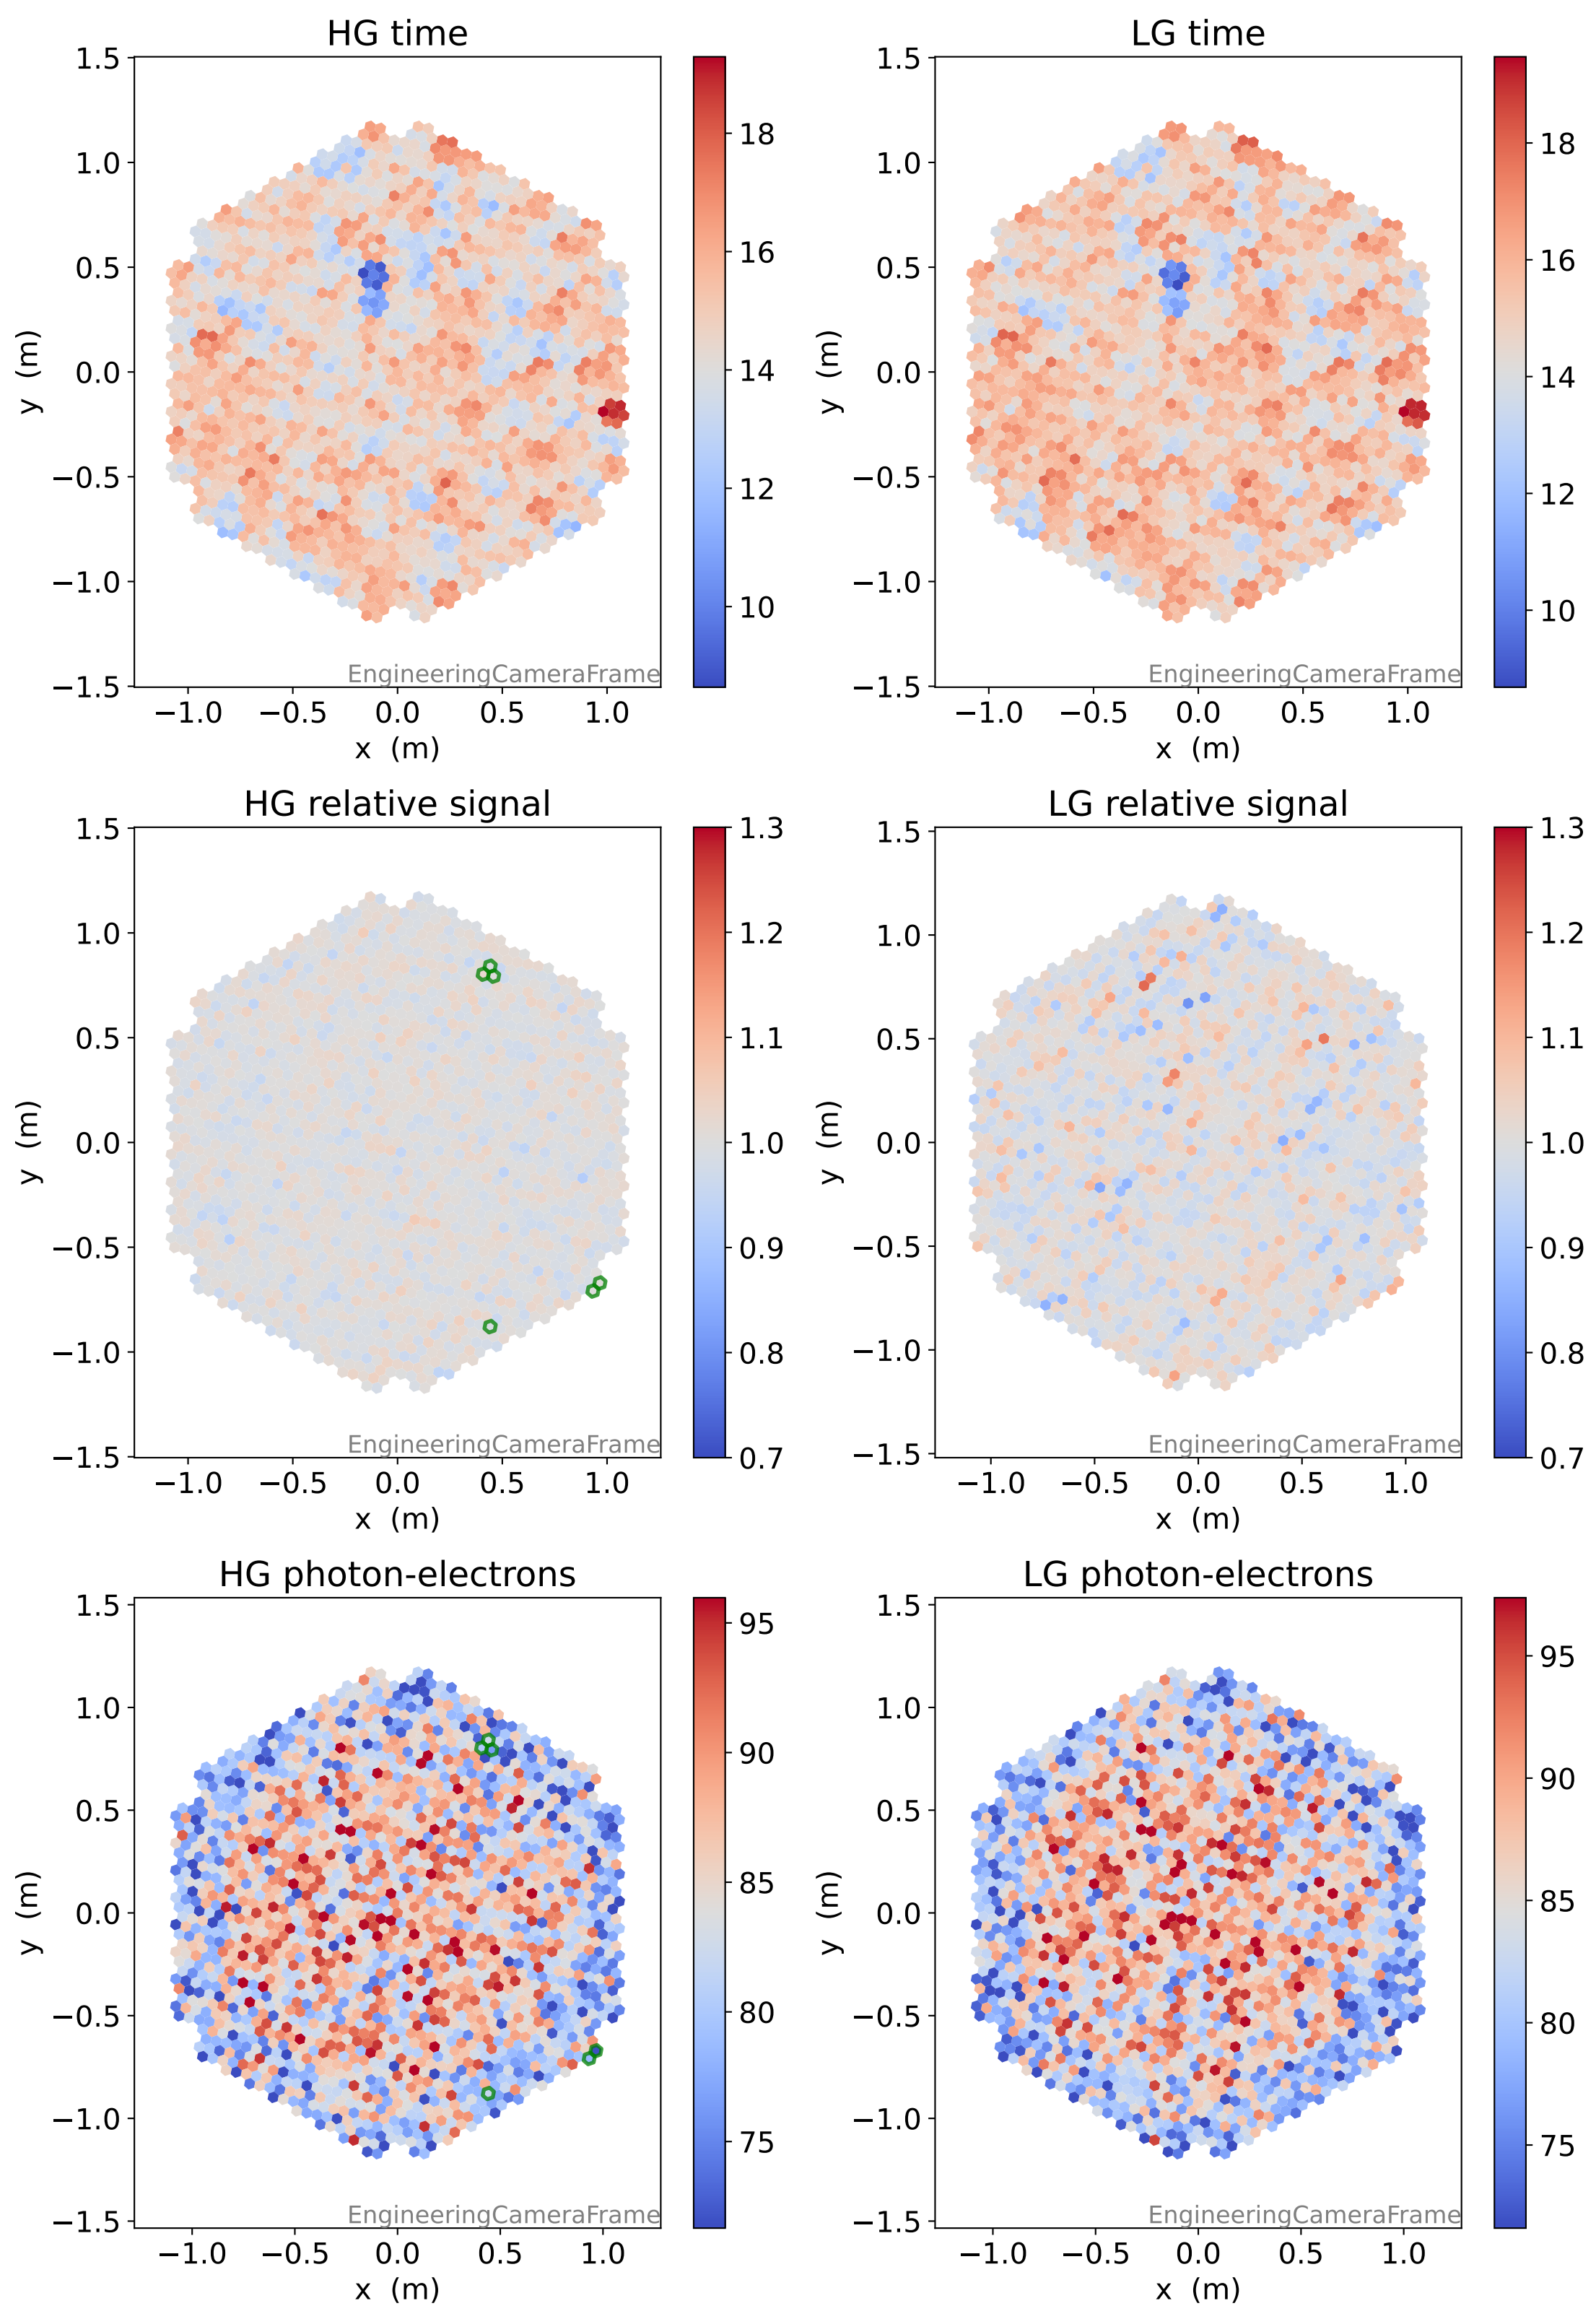 HG time
1.5
1.0
0.5
0.0
−0.5
−1.0
−1.5
y (m)
−1.0 −0.5 0.0 0.5 1.0
x (m)
EngineeringCameraFrame
18
16
14
12
10
LG time
1.5
1.0
0.5
0.0
−0.5
−1.0
−1.5
y (m)
−1.0 −0.5 0.0 0.5 1.0
x (m)
EngineeringCameraFrame
18
16
14
12
10
HG relative signal
1.5
1.0
0.5
0.0
−0.5
−1.0
−1.5
y (m)
−1.0 −0.5 0.0 0.5 1.0
x (m)
EngineeringCameraFrame
1.3
1.2
1.1
1.0
0.9
0.8
0.7
LG relative signal
1.5
1.0
0.5
0.0
−0.5
−1.0
−1.5
y (m)
−1.0 −0.5 0.0 0.5 1.0
x (m)
EngineeringCameraFrame
1.3
1.2
1.1
1.0
0.9
0.8
0.7
HG photon-electrons
1.5
1.0
0.5
0.0
−0.5
−1.0
−1.5
y (m)
−1.0 −0.5 0.0 0.5 1.0
x (m)
EngineeringCameraFrame
95
90
85
80
75
LG photon-electrons
1.5
1.0
0.5
0.0
−0.5
−1.0
−1.5
y (m)
−1.0 −0.5 0.0 0.5 1.0
x (m)
EngineeringCameraFrame
95
90
85
80
75